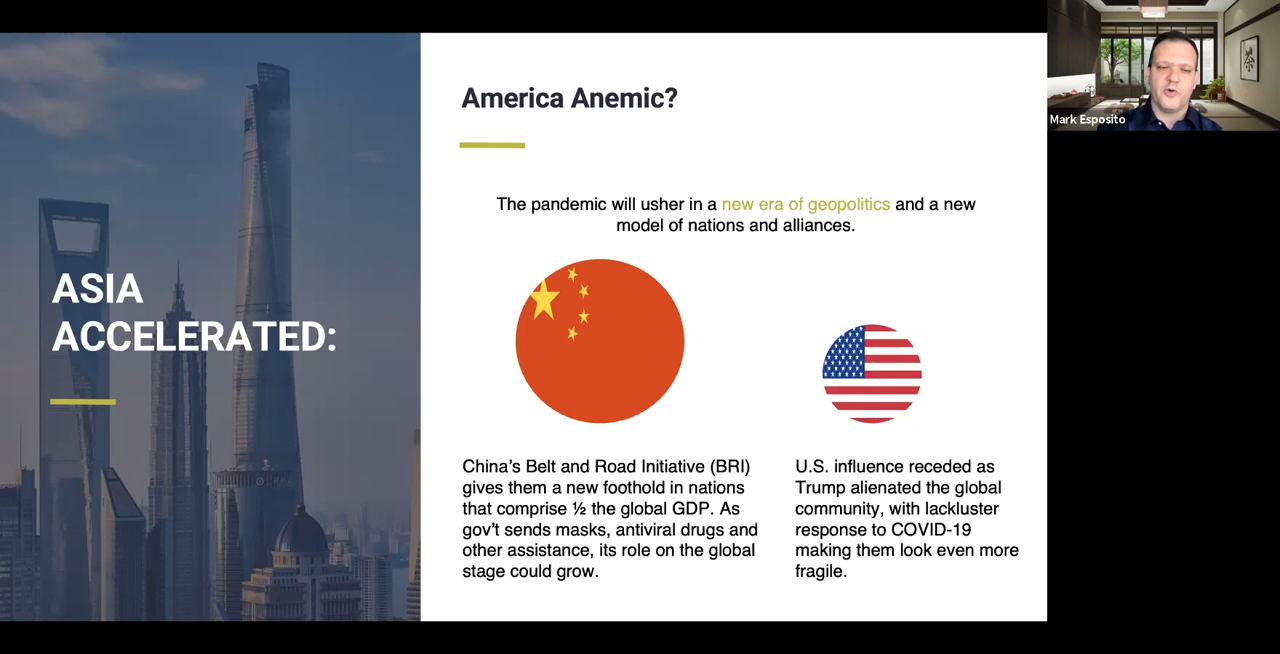 ASIA
ACCELERATED:
America Anemic?
The pandemic will usher in a new era of geopolitics and a new
model of nations and alliances.
China's Belt and Road Initiative (BRI)
gives them a new foothold in nations
that comprise ½ the global GDP. As
gov't sends masks, antiviral drugs and
other assistance, its role on the global
stage could grow.
U.S. influence receded as
Trump alienated the global
community, with lackluster
response to COVID-19
making them look even more
fragile.
Mark Esposito
茶